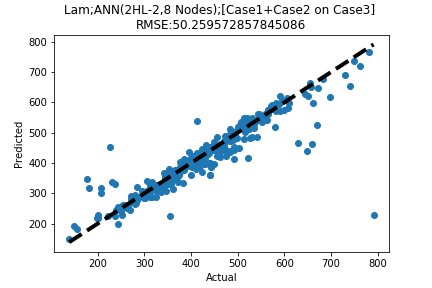 Lam;ANN(2HL-2,8 Nodes);[Case1+Case2 on Case3]
RMSE:50.259572857845086
800
700
600
500
400
300
200
Predicted
200 300 400 500 600 700 800
Actual